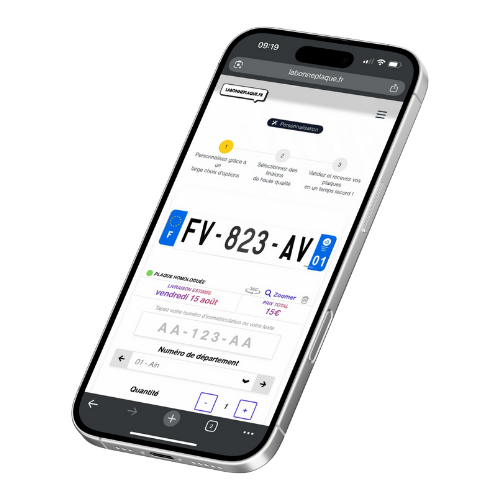 09:19
labonneplaque.fr
LABONNEPLAQUE.FR
Personnalisation
1
2
3
Personnalisez grâce à
un
large choix d'options
Sélectionnez des
finitions
de haute qualité
Validez et recevez vos
plaques
en un temps record !
F
FV-823-AV
01
PLAQUE HOMOLOGUÉE
LIVRAISON ESTIMÉE
vendredi 15 août
360°
Zoomer
PRIX TOTAL
15€
Tapez votre numéro d'immatriculation ou votre texte
AA-123-AA
Numéro de département
01 - Ain
Quantité
- 1 +
2